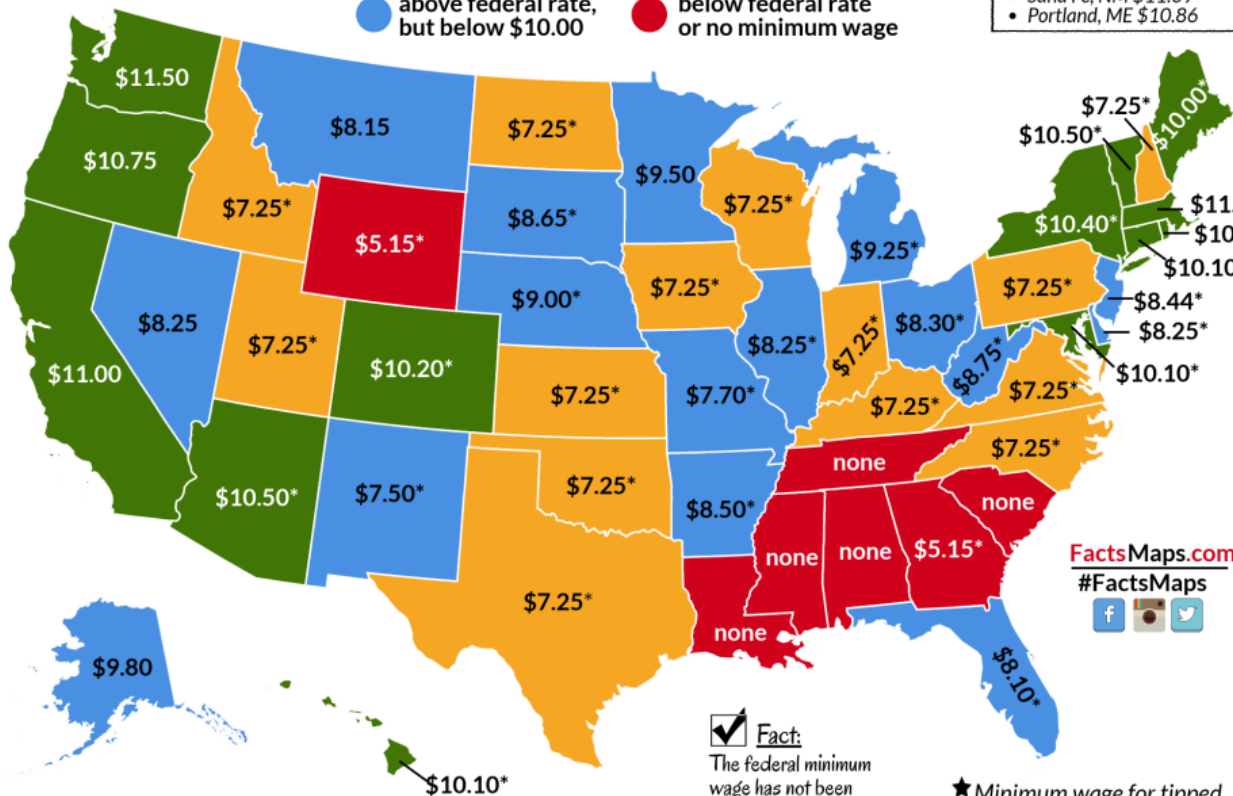 above federal rate,
but below $10.00
below federal rate
or no minimum wage
• Portland, ME $10.86
$11.50
$8.15
$7.25*
$7.25*
$10.00*
$10.50*
$10.75
$9.50
$7.25*
$8.65*
$7.25*
$5.15*
$9.25*
$10.40*
$11.
$10
$10.10
$9.00*
$7.25*
$7.25*
$8.44*
$8.25
$7.25*
$8.25*
$7.25*
$8.30*
$8.75*
$8.25*
$11.00
$10.20*
$7.25*
$7.70*
$7.25*
$7.25*
$10.10*
$7.25*
none
$10.50*
$7.50*
$7.25*
$8.50*
none
none
none
$5.15*
FactsMaps.com
#FactsMaps
$7.25*
none
$9.80
$8.10*
$10.10*
Fact:
The federal minimum
wage has not been
★Minimum wage for tipped